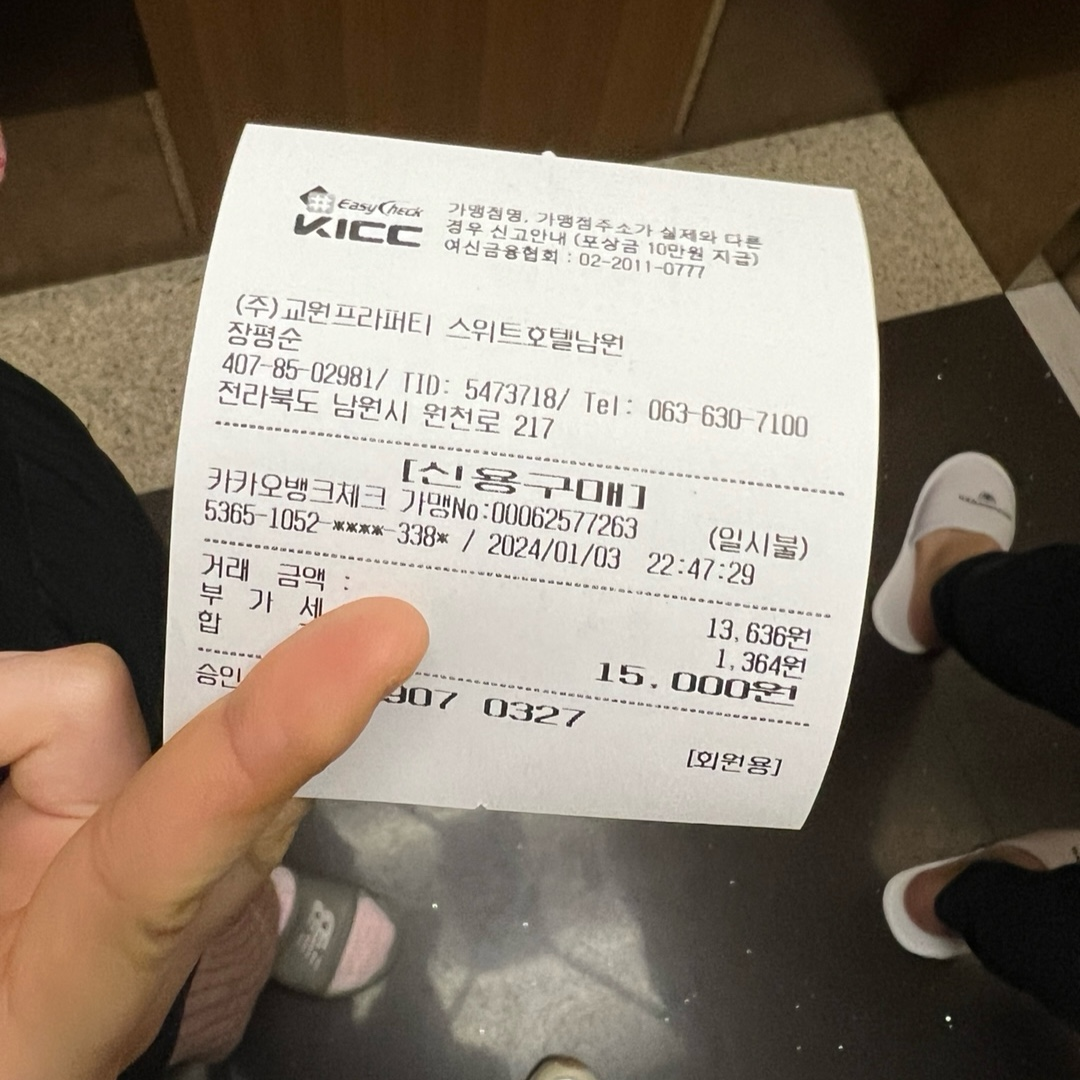 EasyCheck
KICC
가맹점명, 가맹점주소가 실제와 다른
경우 신고안내 (포상금 10만원 지급)
여신금융협회 : 02-2011-0777
(주)교원프라퍼티 스위트호텔남원
장평순
407-85-02981/ TID: 5473718/ Tel: 063-630-7100
전라북도 남원시 원천로 217
[신용구매]
카카오뱅크체크 가맹No:00062577263 (일시불)
5365-1052-****-338* / 2024/01/03 22:47:29
거래 금액 : 13,636원
부 가 세 1,364원
합 15,000원
승인 907 0327
[회원용]